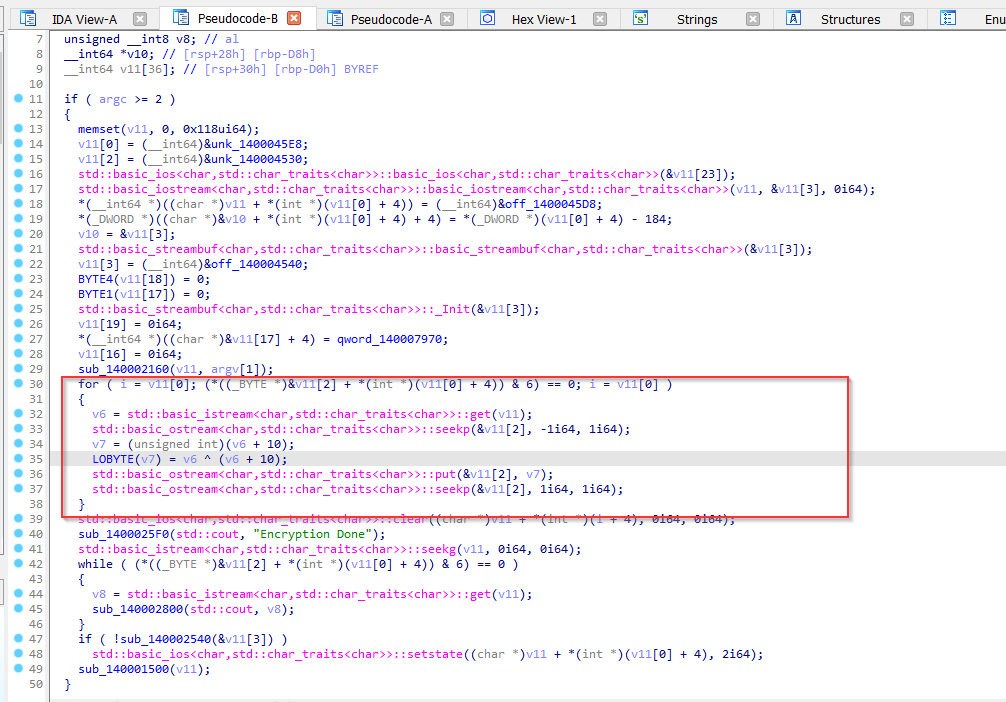 IDA View-A Pseudocode-B Pseudocode-A Hex View-1 Strings Structures Enu
7 unsigned __int8 v8; // al
8 __int64 *v10; // [rsp+28h] [rbp-D8h]
9 __int64 v11[36]; // [rsp+30h] [rbp-D0h] BYREF
10
11 if ( argc >= 2 )
12 {
13 memset(v11, 0, 0x118ui64);
14 v11[0] = (__int64)&unk_1400045E8;
15 v11[2] = (__int64)&unk_140004530;
16 std::basic_ios<char,std::char_traits<char>>::basic_ios<char,std::char_traits<char>>(&v11[23]);
17 std::basic_iostream<char,std::char_traits<char>>::basic_iostream<char,std::char_traits<char>>(v11, &v11[3], 0i64);
18 *(__int64 *)((char *)v11 + *(int *)(v11[0] + 4)) = (__int64)&off_1400045D8;
19 *(_DWORD *)((char *)&v10 + *(int *)(v11[0] + 4) + 4) = *(_DWORD *)(v11[0] + 4) - 184;
20 v10 = &v11[3];
21 std::basic_streambuf<char,std::char_traits<char>>::basic_streambuf<char,std::char_traits<char>>(&v11[3]);
22 v11[3] = (__int64)&off_140004540;
23 BYTE4(v11[18]) = 0;
24 BYTE1(v11[17]) = 0;
25 std::basic_streambuf<char,std::char_traits<char>>::_Init(&v11[3]);
26 v11[19] = 0i64;
27 *(__int64 *)((char *)&v11[17] + 4) = qword_140007970;
28 v11[16] = 0i64;
29 sub_140002160(v11, argv[1]);
30 for ( i = v11[0]; (*((_BYTE *)&v11[2] + *(int *)(v11[0] + 4)) & 6) == 0; i = v11[0] )
31 {
32 v6 = std::basic_istream<char,std::char_traits<char>>::get(v11);
33 std::basic_ostream<char,std::char_traits<char>>::seekp(&v11[2], -1i64, 1i64);
34 v7 = (unsigned int)(v6 + 10);
35 LOBYTE(v7) = v6 ^ (v6 + 10);
36 std::basic_ostream<char,std::char_traits<char>>::put(&v11[2], v7);
37 std::basic_ostream<char,std::char_traits<char>>::seekp(&v11[2], 1i64, 1i64);
38 }
39 std::basic_ios<char,std::char_traits<char>>::clear((char *)v11 + *(int *)(i + 4), 0i64, 0i64);
40 sub_1400025F0(std::cout, "Encryption Done");
41 std::basic_istream<char,std::char_traits<char>>::seekg(v11, 0i64, 0i64);
42 while ( (*((_BYTE *)&v11[2] + *(int *)(v11[0] + 4)) & 6) == 0 )
43 {
44 v8 = std::basic_istream<char,std::char_traits<char>>::get(v11);
45 sub_140002800(std::cout, v8);
46 }
47 if ( !sub_140002540(&v11[3]) )
48 std::basic_ios<char,std::char_traits<char>>::setstate((char *)v11 + *(int *)(v11[0] + 4), 2i64);
49 sub_140001500(v11);
50 }